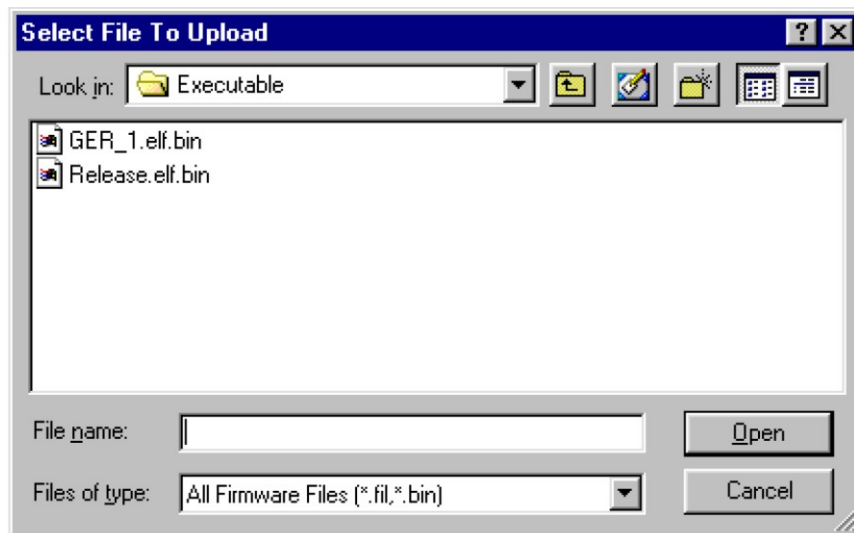 Select File To Upload
Look in: Executable
GER_1.elf.bin
Release.elf.bin
File name:
Open
Files of type: All Firmware Files (*.fil,*.bin)
Cancel